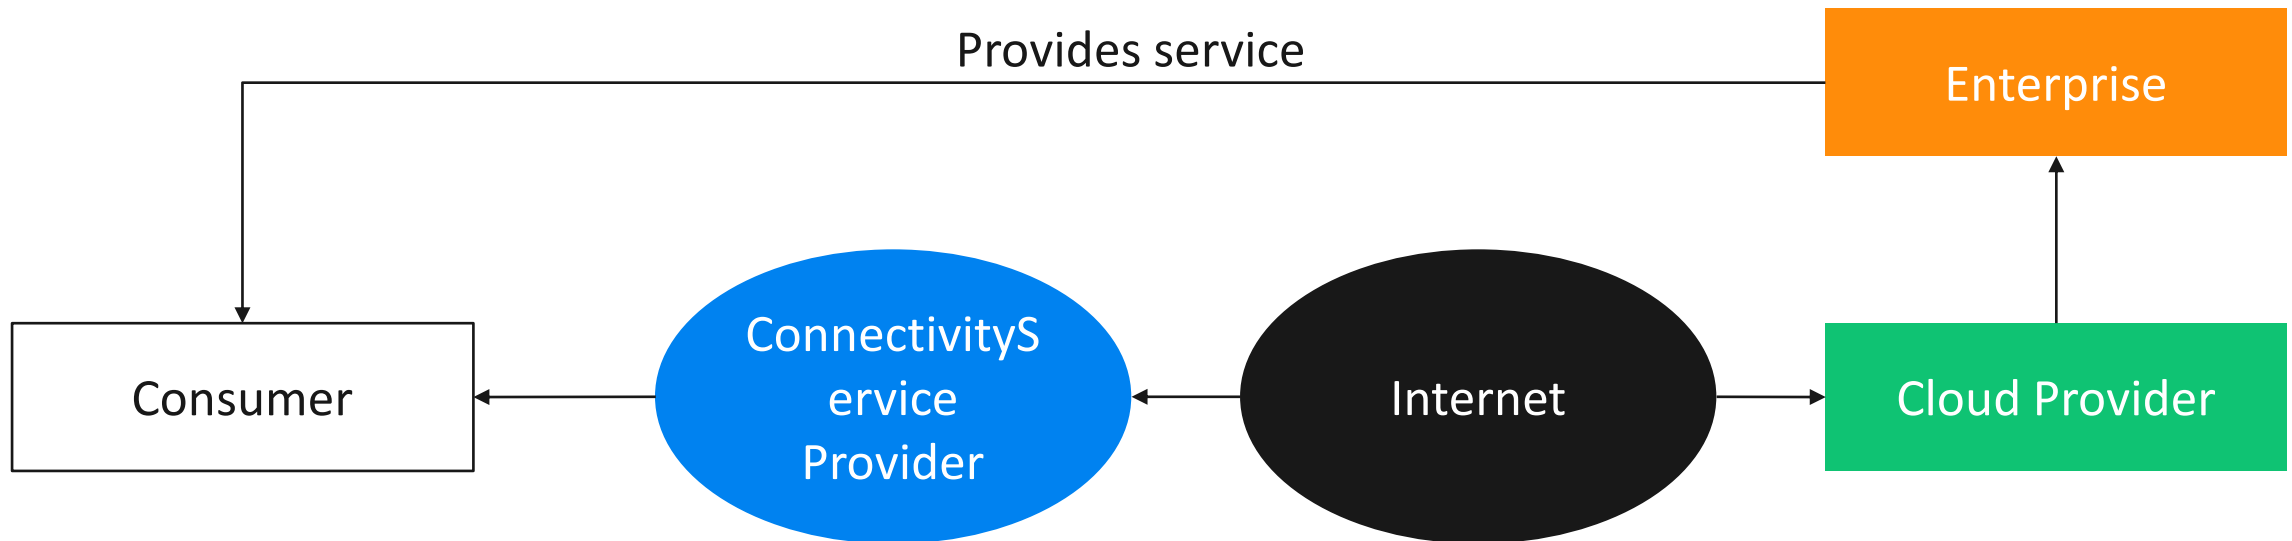 Provides service
Enterprise
ConnectivityS
ervice
Provider
Consumer
Internet
Cloud Provider